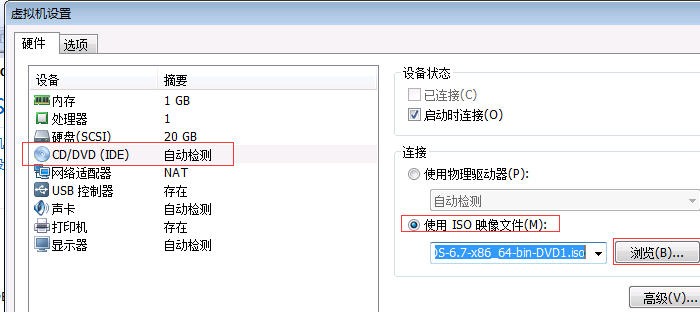 虚拟机设置
硬件 选项
设备 摘要
内存 1 GB
处理器 1
硬盘(SCSI) 20 GB
CD/DVD (IDE) 自动检测
网络适配器 NAT
USB 控制器 存在
声卡 自动检测
打印机 存在
显示器 自动检测
设备状态
已连接(C)
启动时连接(O)
连接
使用物理驱动器(P):
自动检测
使用 ISO 映像文件(M):
OS-6.7-x86_64-bin-DVD1.iso
浏览(B)...
高级(V)...